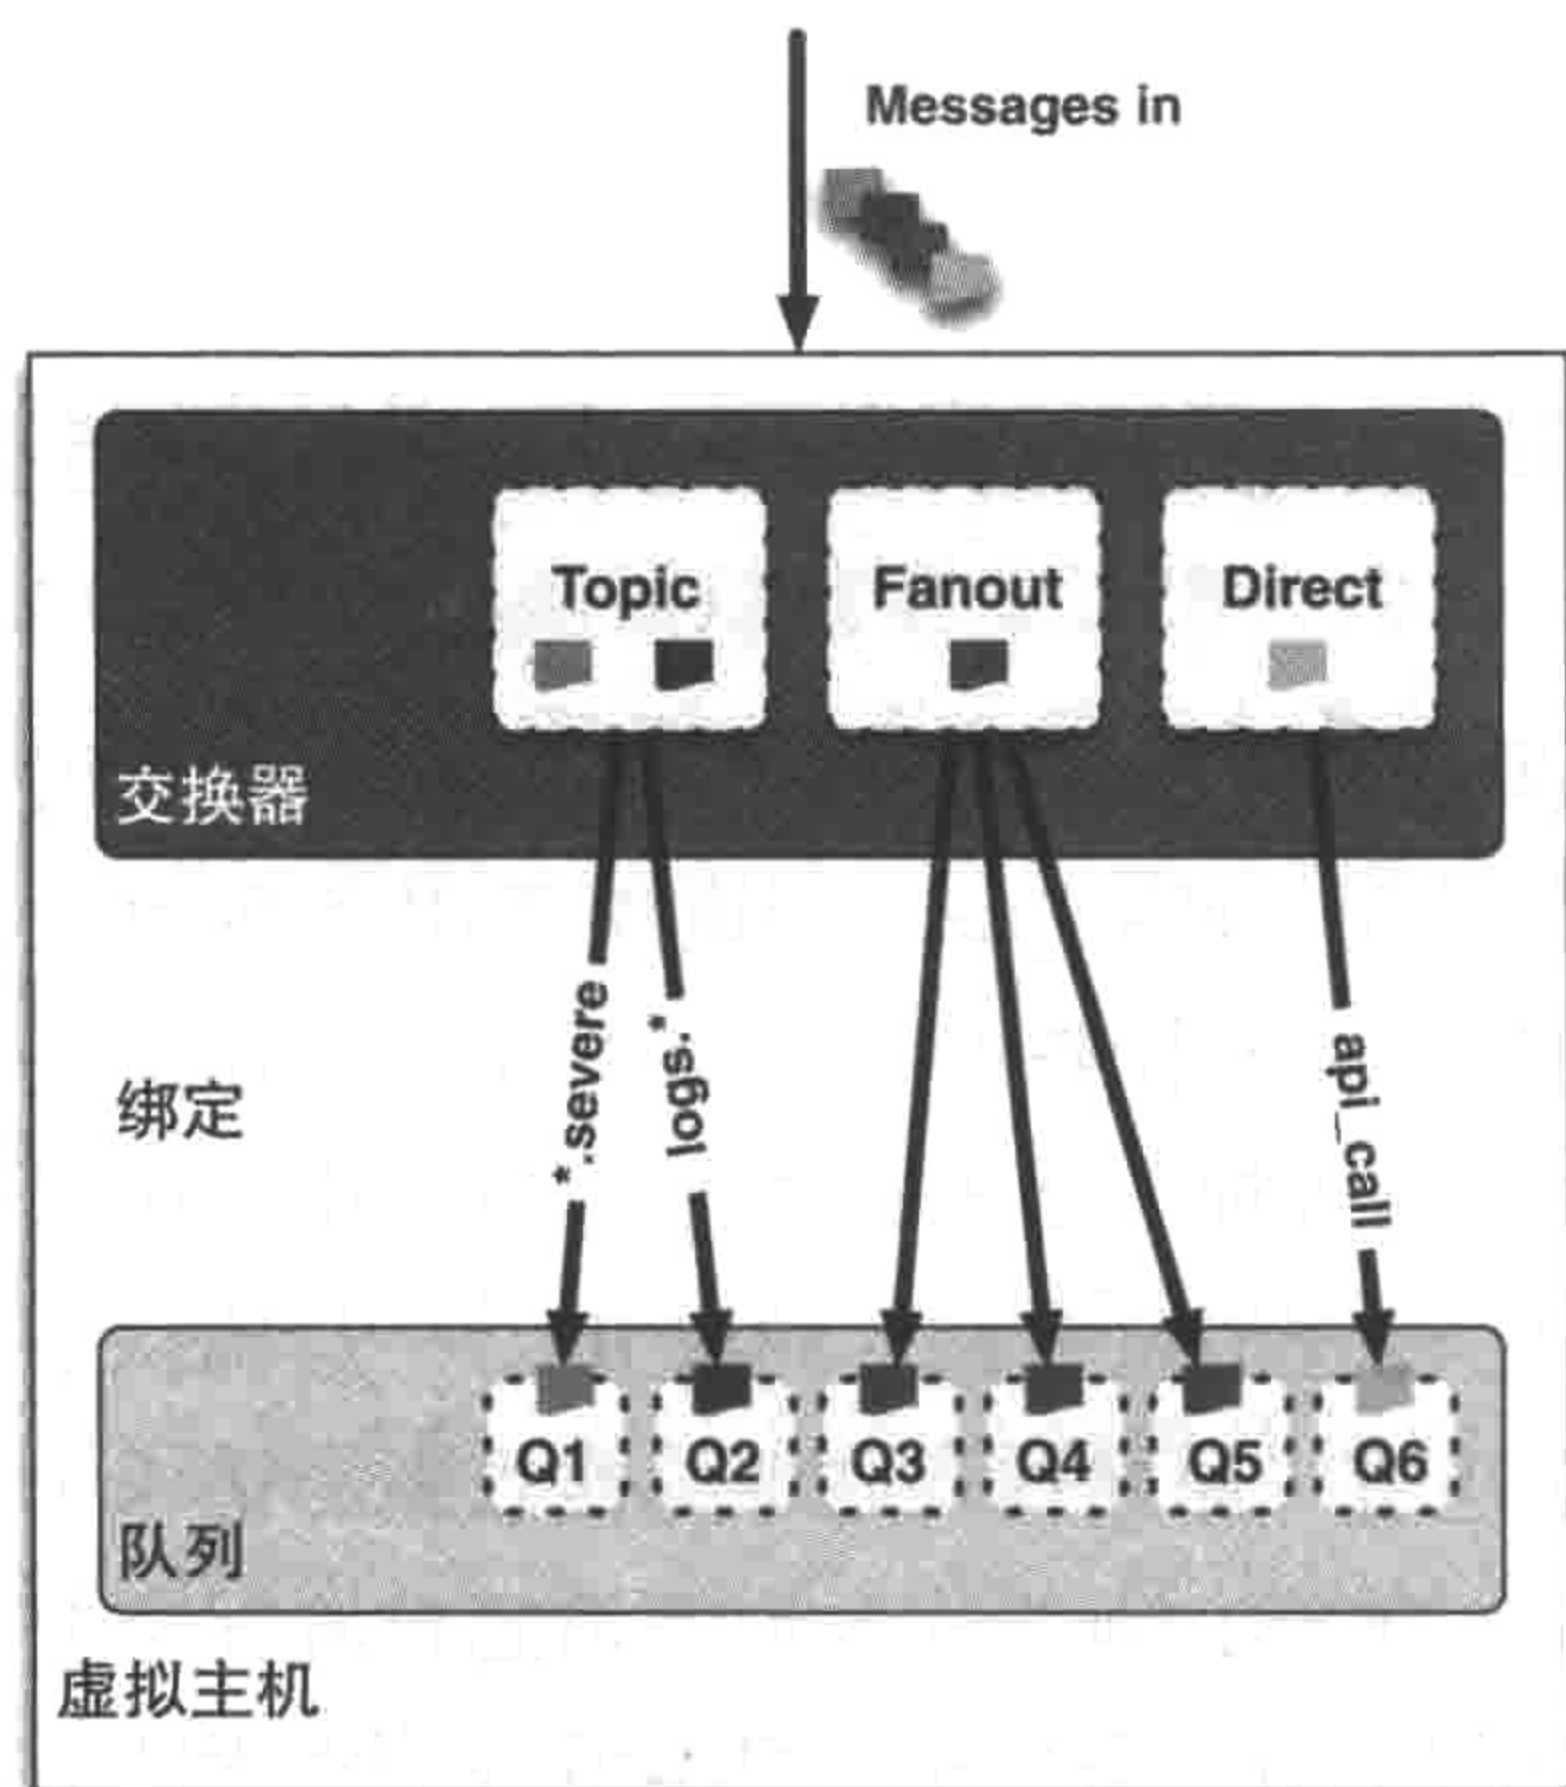 Messages in
Topic
Fanout
Direct
交换器
*.severe
logs.*
api_call
绑定
Q1
Q2
Q3
Q4
Q5
Q6
队列
虚拟主机